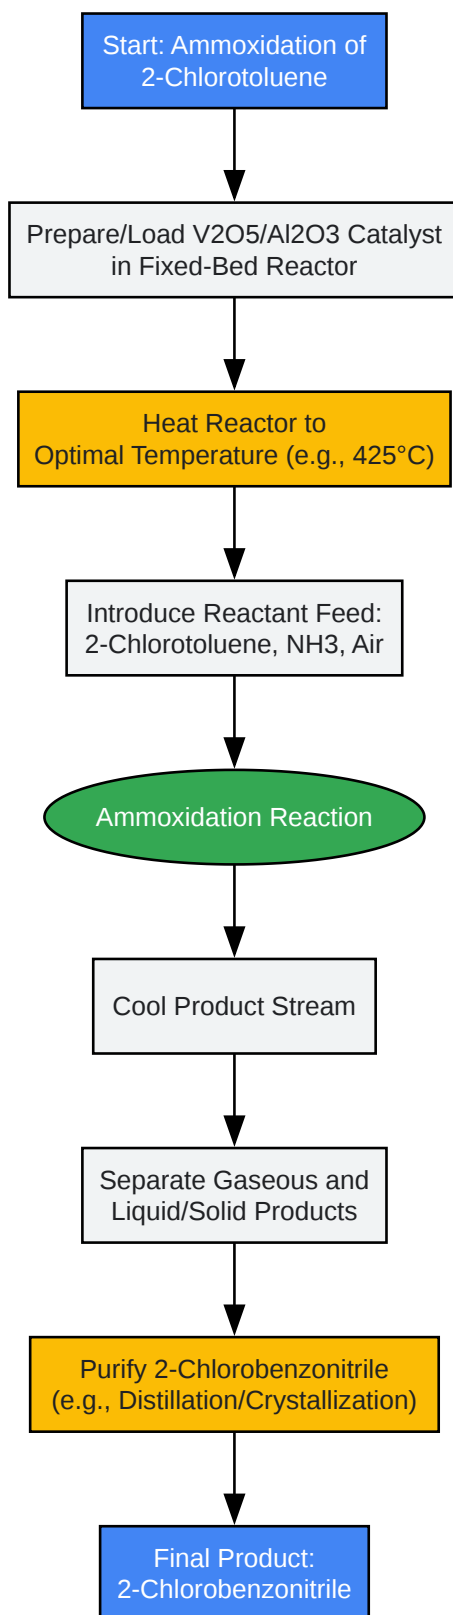 Start: Ammoxidation of
2-Chlorotoluene
Prepare/Load V2O5/Al2O3 Catalyst
in Fixed-Bed Reactor
Heat Reactor to
Optimal Temperature (e.g., 425°C)
Introduce Reactant Feed:
2-Chlorotoluene, NH3, Air
Ammoxidation Reaction
Cool Product Stream
Separate Gaseous and
Liquid/Solid Products
Purify 2-Chlorobenzonitrile
(e.g., Distillation/Crystallization)
Final Product:
2-Chlorobenzonitrile